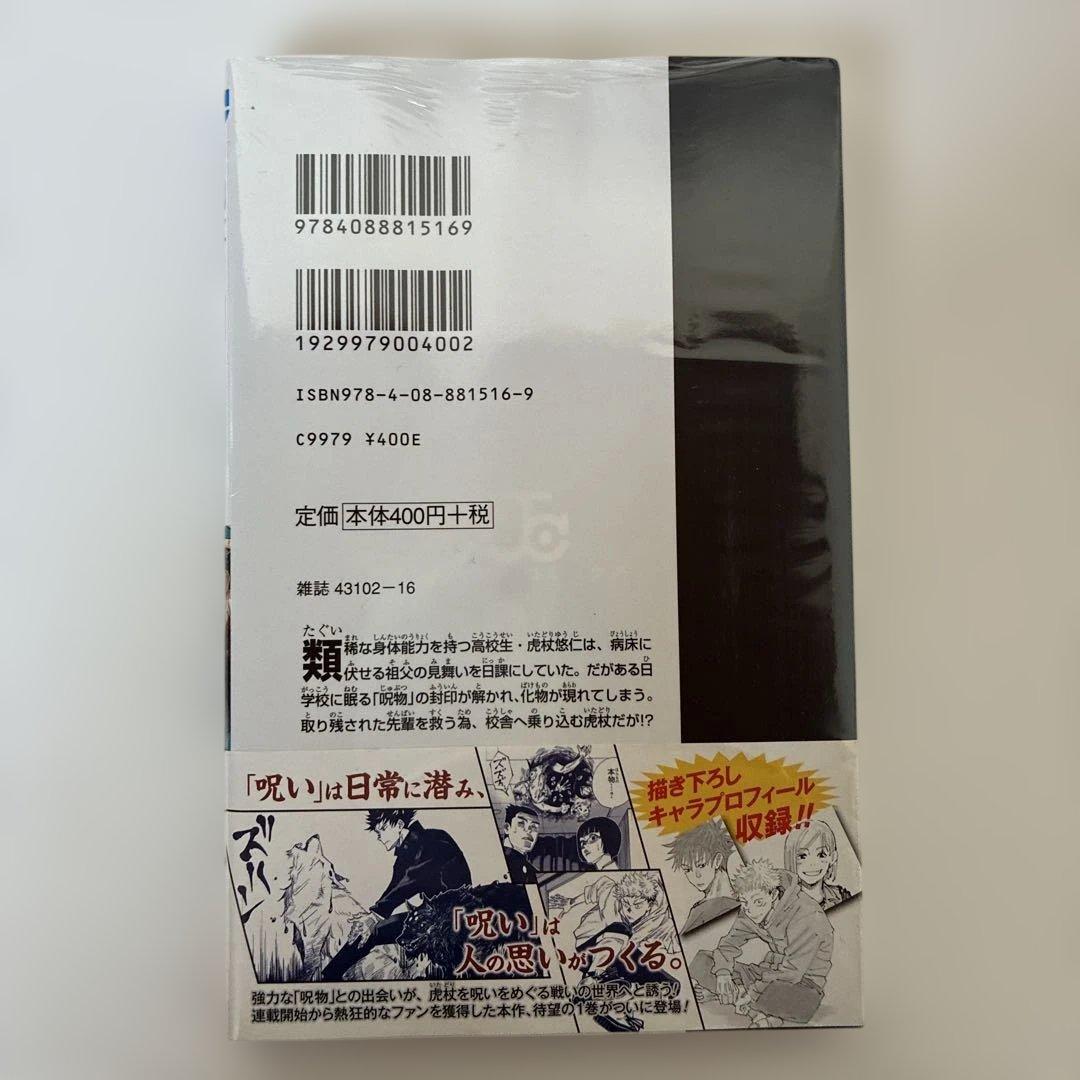 9784088815169
1929979004002
ISBN978-4-08-881516-9
C9979 ¥400E
定価 本体400円+税
JC
雑誌 43102-16
類稀な身体能力を持つ高校生・虎杖悠仁は、病床に
伏せる祖父の見舞いを日課にしていた。だがある日
学校に眠る「呪物」の封印が解かれ、化物が現れてしまう。
取り残された先輩を救う為、校舎へ乗り込む虎杖だが!?
「呪い」は日常に潜み、
本物…!
描き下ろし
キャラプロフィール
収録!!
ズバン
「呪い」は
人の思いがつくる。
強力な「呪物」との出会いが、虎杖を呪いをめぐる戦いの世界へと誘う!
連載開始から熱狂的なファンを獲得した本作、待望の1巻がついに登場!